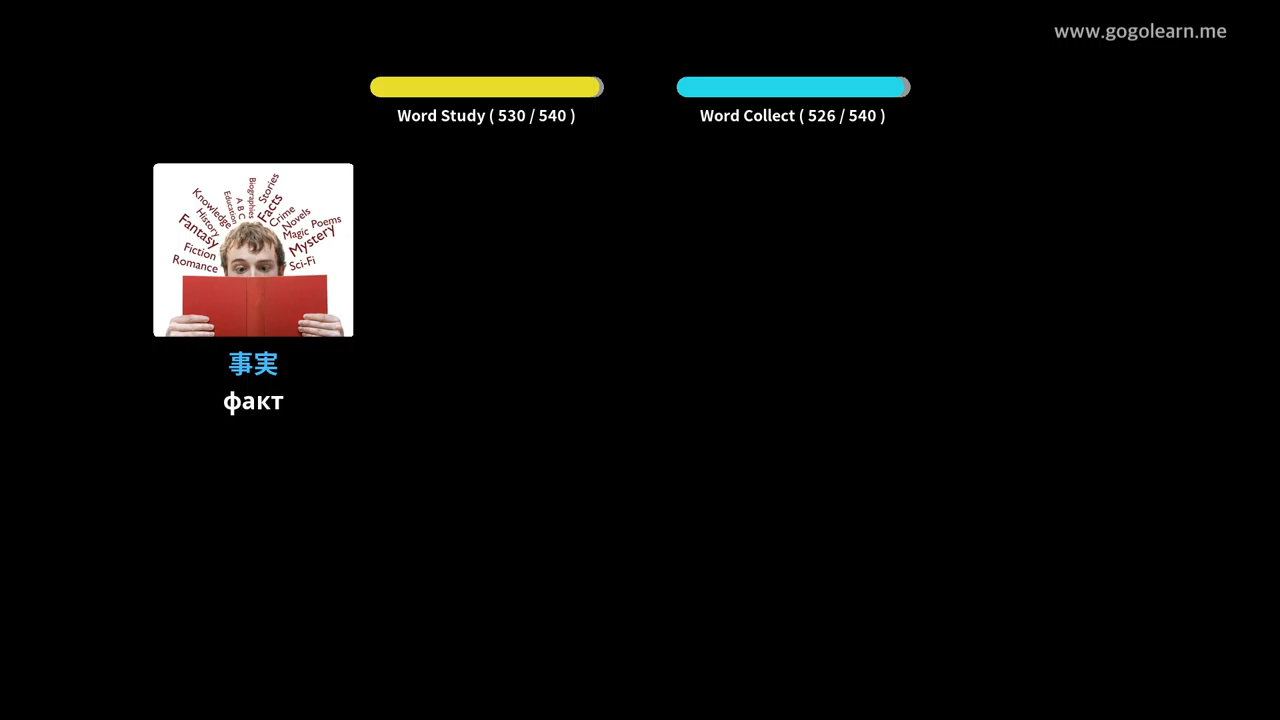 www.gogolearn.me
Word Study ( 530 / 540 )
Word Collect ( 526 / 540 )
Stories
Biographies
Facts
A B C
Education
Crime
Knowledge
Novels
History
Poems
Magic
Fantasy
Mystery
Fiction
Sci-Fi
Romance
事実
факт